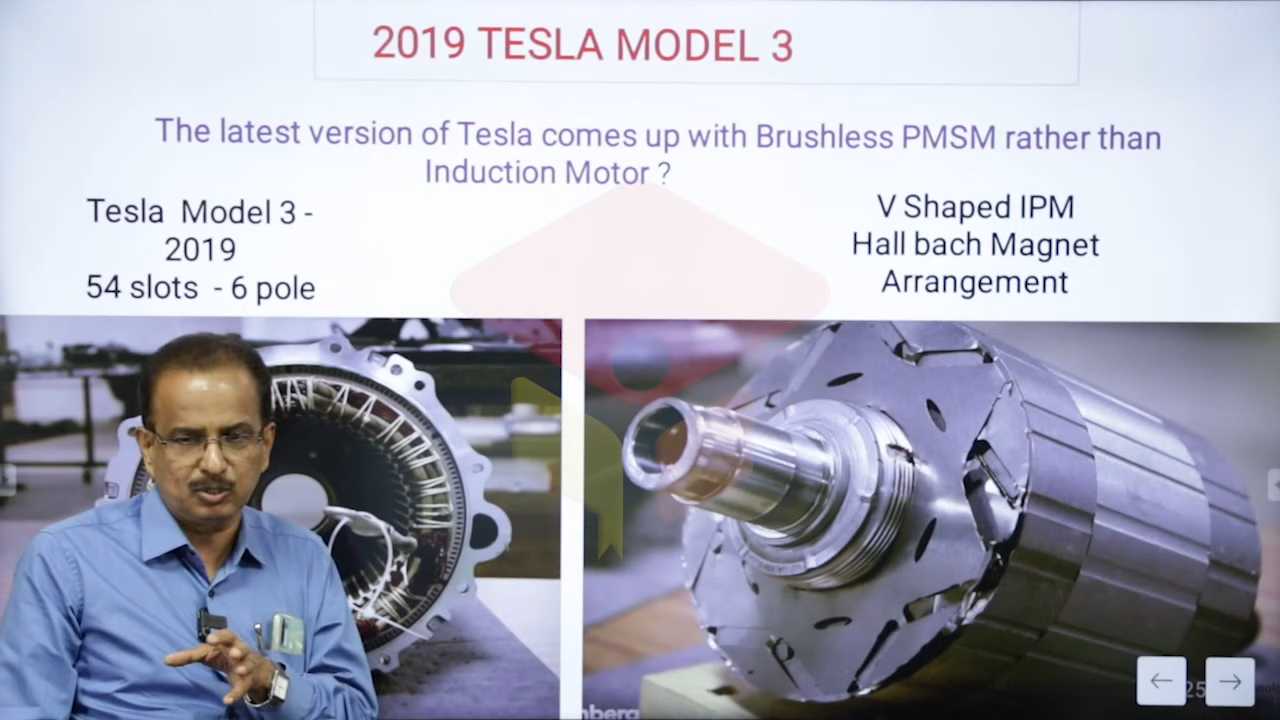 2019 TESLA MODEL 3
The latest version of Tesla comes up with Brushless PMSM rather than
Induction Motor ?
Tesla Model 3 -
2019
54 slots - 6 pole
V Shaped IPM
Hall bach Magnet
Arrangement
25